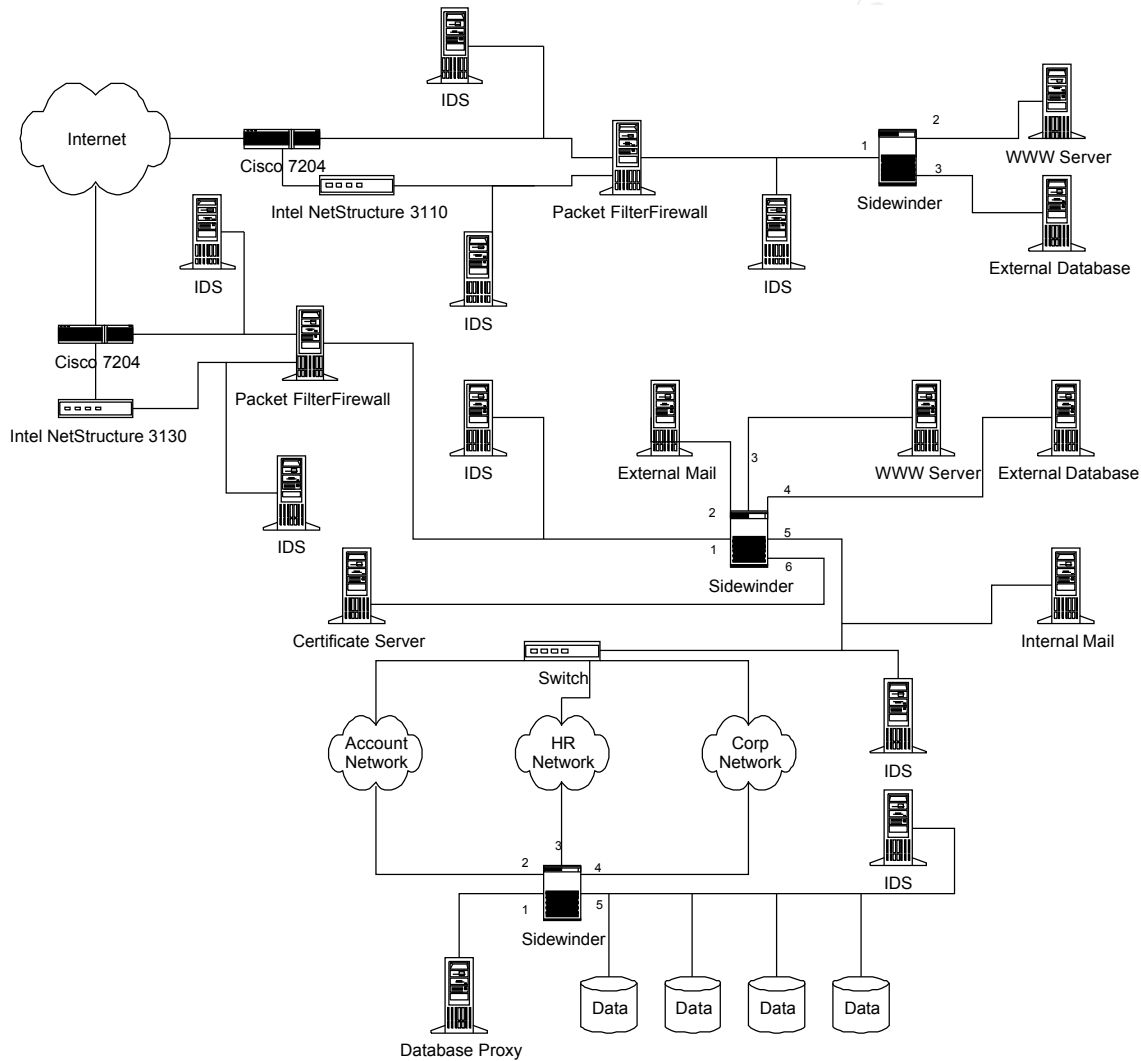 IDS
Internet
Cisco 7204
WWW Server
1
2
3
Sidewinder
Intel NetStructure 3110
Packet FilterFirewall
IDS
IDS
IDS
External Database
Cisco 7204
Packet FilterFirewall
Intel NetStructure 3130
IDS
IDS
External Mail
3
WWW Server
External Database
2
4
1
5
6
Sidewinder
Certificate Server
Internal Mail
Switch
Account
Network
HR
Network
Corp
Network
IDS
IDS
2
3
4
1
5
Sidewinder
Data
Data
Data
Data
Database Proxy